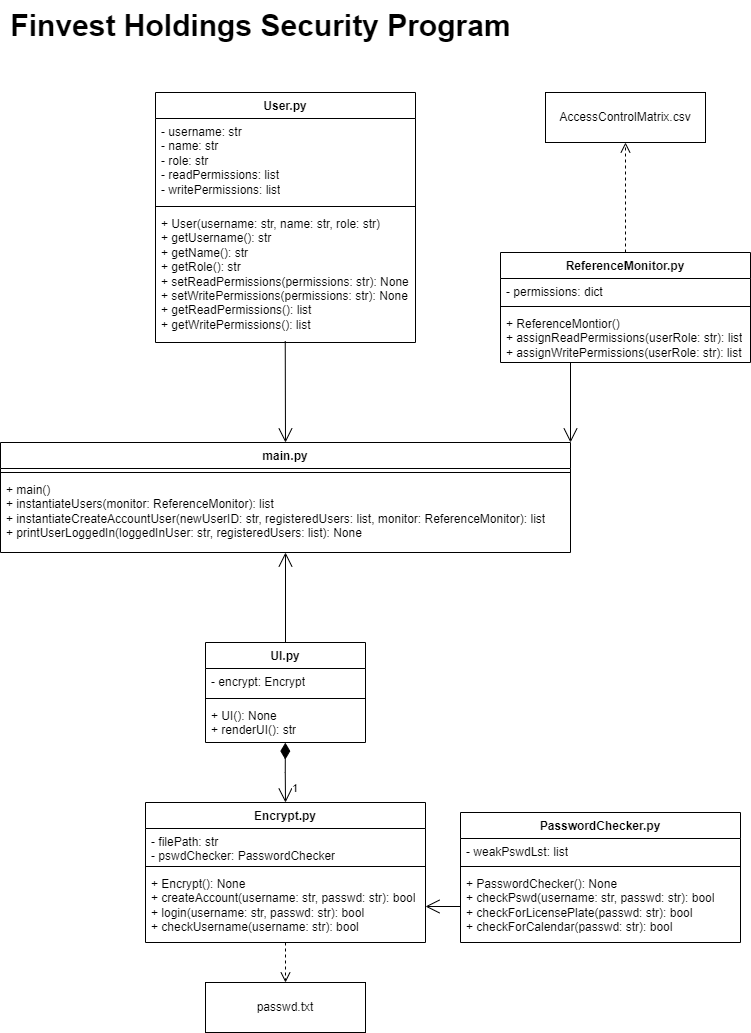 Finvest Holdings Security Program
User.py
- username: str
- name: str
- role: str
- readPermissions: list
- writePermissions: list
+ User(username: str, name: str, role: str)
+ getUsername(): str
+ getName(): str
+ getRole(): str
+ setReadPermissions(permissions: str): None
+ setWritePermissions(permissions: str): None
+ getReadPermissions(): list
+ getWritePermissions(): list
AccessControlMatrix.csv
ReferenceMonitor.py
- permissions: dict
+ ReferenceMontior()
+ assignReadPermissions(userRole: str): list
+ assignWritePermissions(userRole: str): list
main.py
+ main()
+ instantiateUsers(monitor: ReferenceMonitor): list
+ instantiateCreateAccountUser(newUserID: str, registeredUsers: list, monitor: ReferenceMonitor): list
+ printUserLoggedIn(loggedInUser: str, registeredUsers: list): None
UI.py
- encrypt: Encrypt
+ UI(): None
+ renderUI(): str
1
Encrypt.py
- filePath: str
- pswdChecker: PasswordChecker
+ Encrypt(): None
+ createAccount(username: str, passwd: str): bool
+ login(username: str, passwd: str): bool
+ checkUsername(username: str): bool
PasswordChecker.py
- weakPswdLst: list
+ PasswordChecker(): None
+ checkPswd(username: str, passwd: str): bool
+ checkForLicensePlate(passwd: str): bool
+ checkForCalendar(passwd: str): bool
passwd.txt